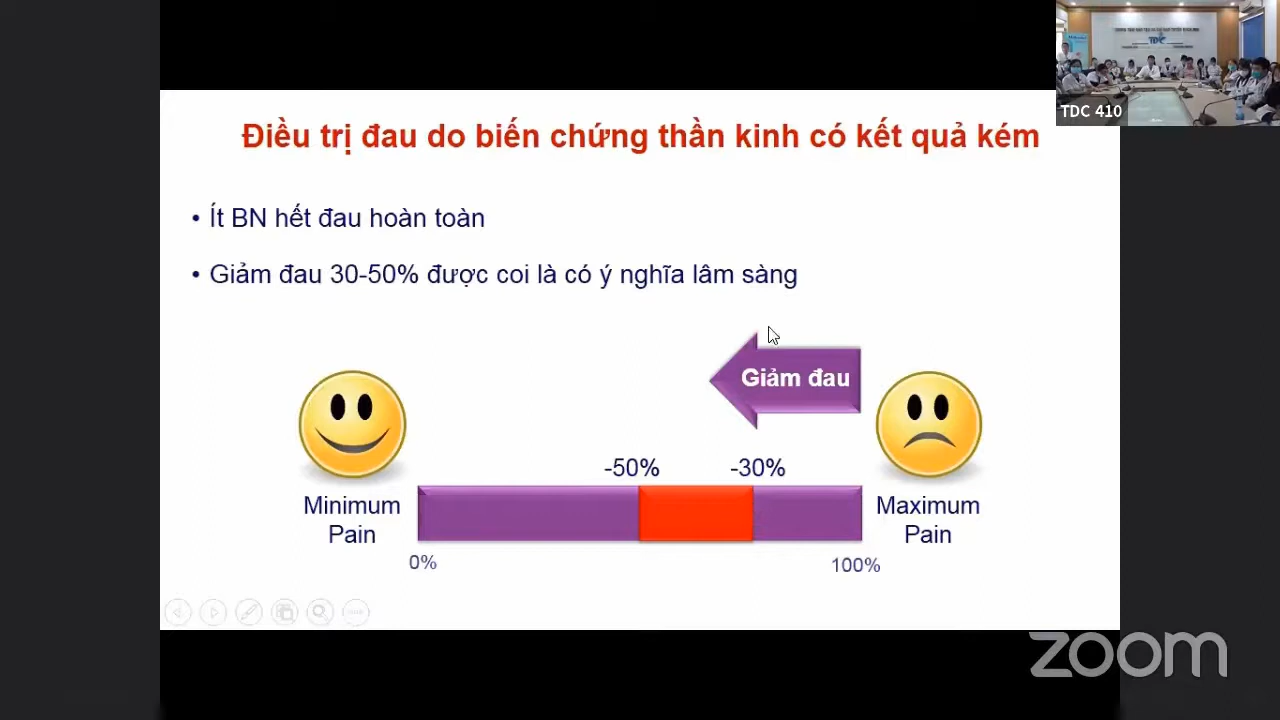 TDC
TDC 410
Điều trị đau do biến chứng thần kinh có kết quả kém
• Ít BN hết đau hoàn toàn
• Giảm đau 30-50% được coi là có ý nghĩa lâm sàng
Giảm đau
-50%
-30%
Minimum
Pain
Maximum
Pain
0%
100%
zoom